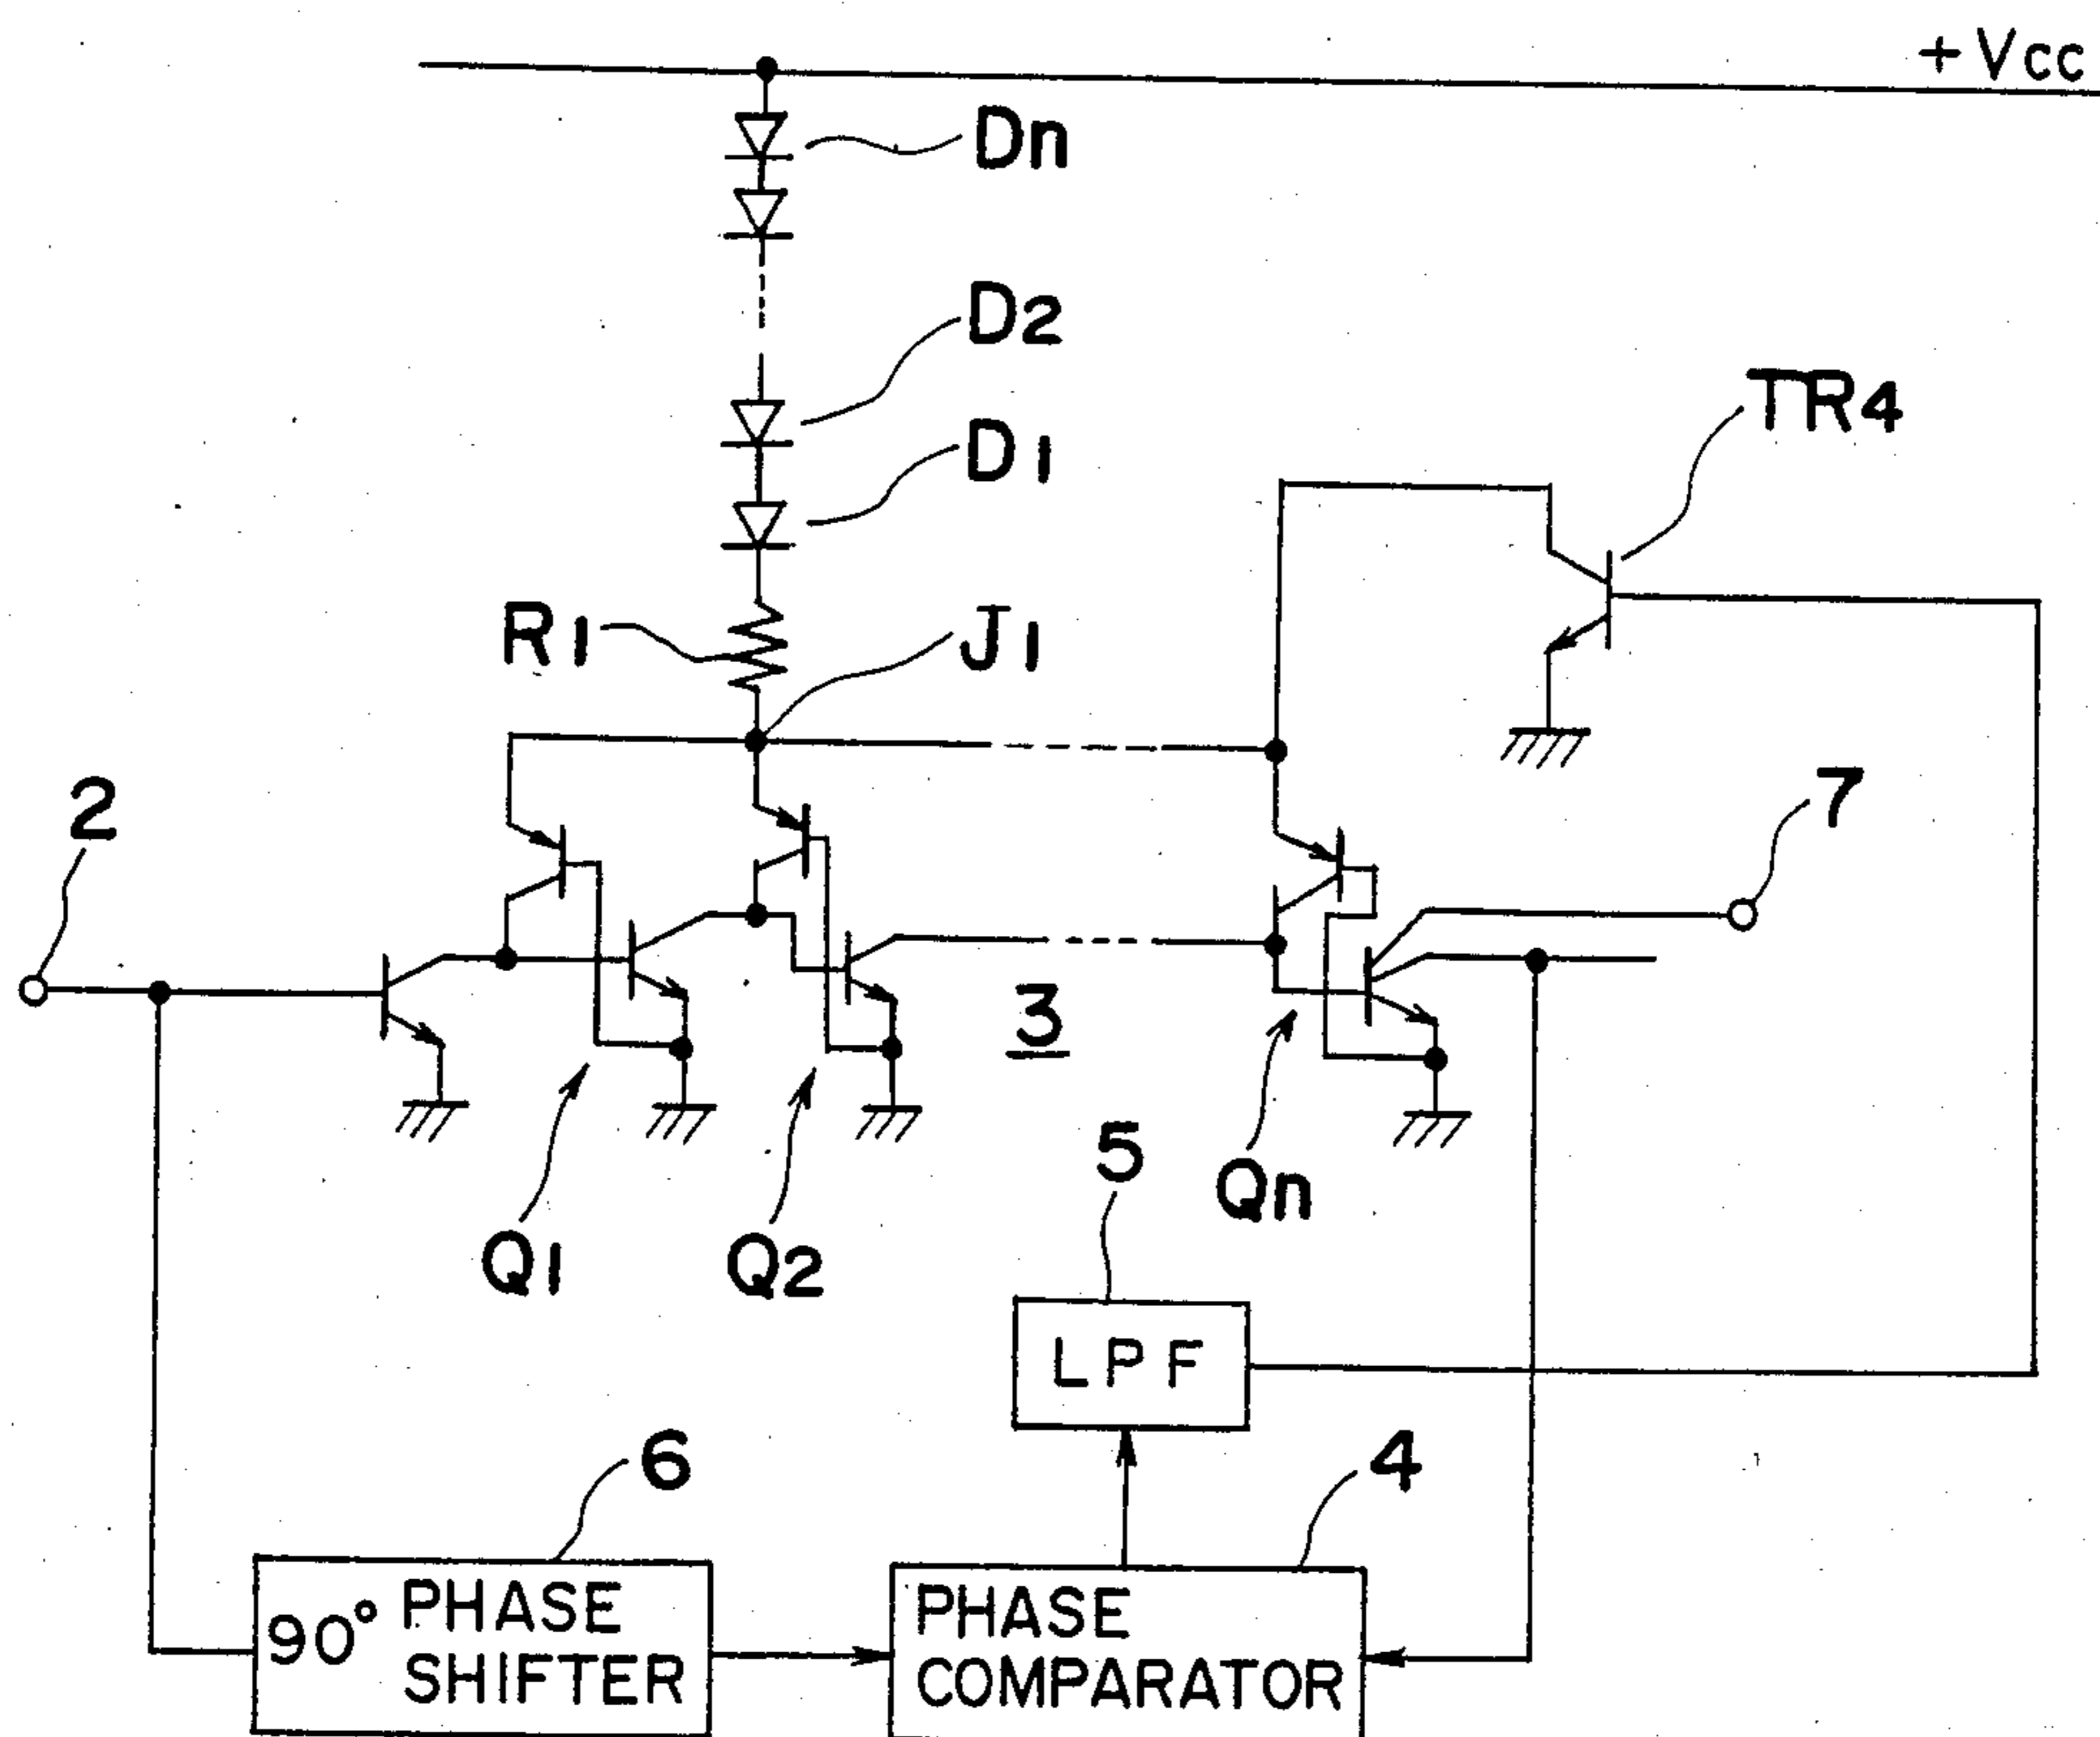 +Vcc
Dn
D2
D1
TR4
R1
J1
2
7
3
5
Qn
Q1
Q2
LPF
6
4
90° PHASE
SHIFTER
PHASE
COMPARATOR